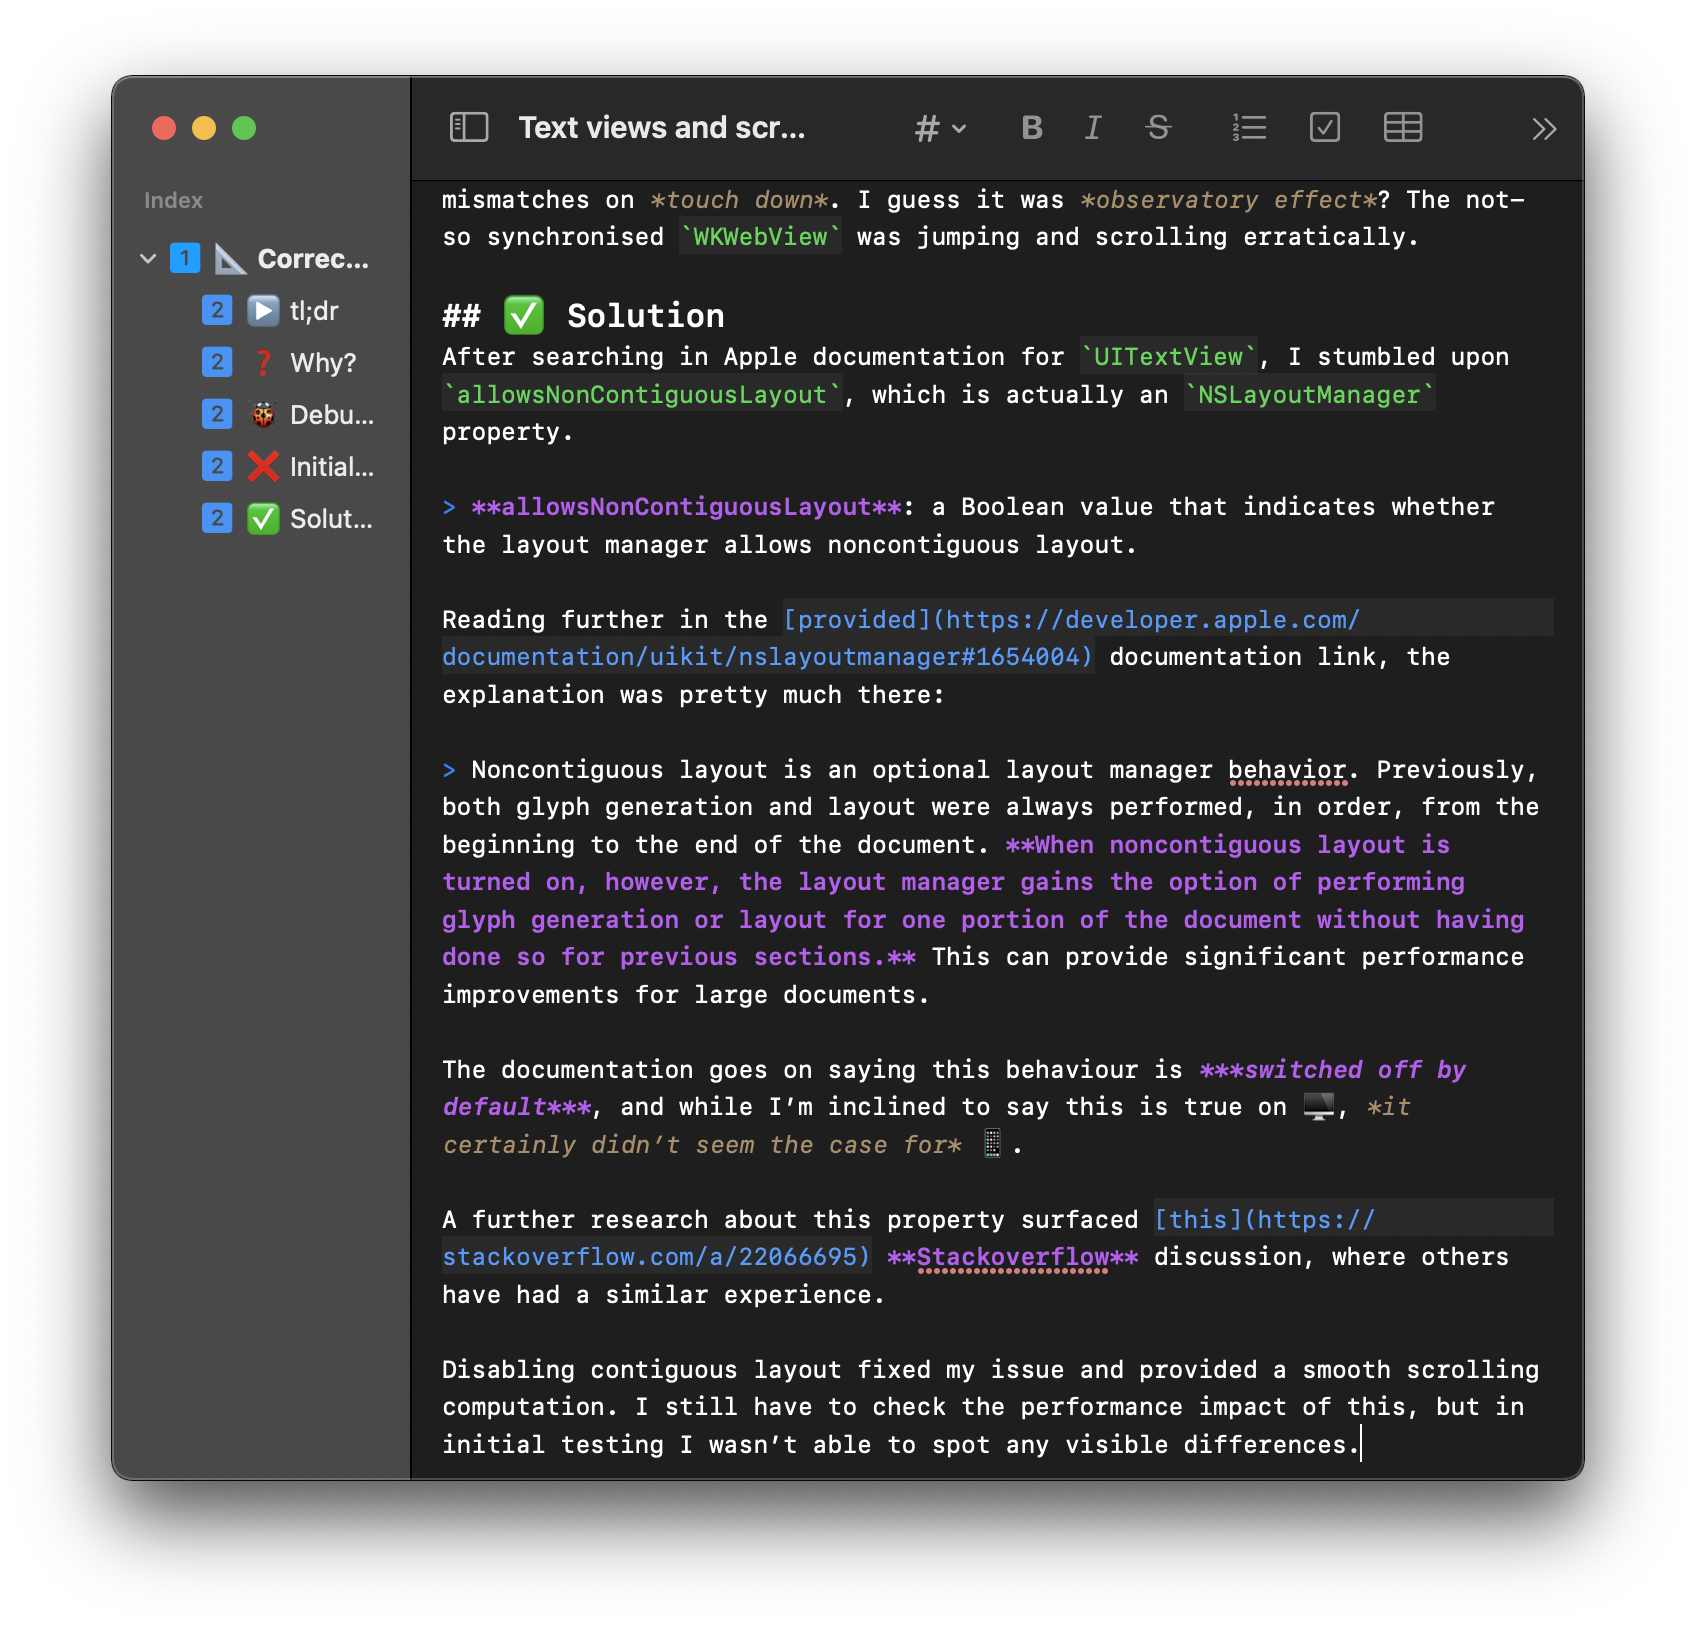 Text views and scr...
# B I S
Index
1 📐 Correc...
2 ▶️ tl;dr
2 ❓ Why?
2 🐞 Debu...
2 ❌ Initial...
2 ✅ Solut...
mismatches on *touch down*. I guess it was *observatory effect*? The not-
so synchronised `WKWebView` was jumping and scrolling erratically.
## ✅ Solution
After searching in Apple documentation for `UITextView`, I stumbled upon
`allowsNonContiguousLayout`, which is actually an `NSLayoutManager`
property.
> **allowsNonContiguousLayout**: a Boolean value that indicates whether
the layout manager allows noncontiguous layout.
Reading further in the [provided](https://developer.apple.com/
documentation/uikit/nslayoutmanager#1654004) documentation link, the
explanation was pretty much there:
> Noncontiguous layout is an optional layout manager behavior. Previously,
both glyph generation and layout were always performed, in order, from the
beginning to the end of the document. **When noncontiguous layout is
turned on, however, the layout manager gains the option of performing
glyph generation or layout for one portion of the document without having
done so for previous sections.** This can provide significant performance
improvements for large documents.
The documentation goes on saying this behaviour is ***switched off by
default***, and while I’m inclined to say this is true on 🖥️, *it
certainly didn’t seem the case for* 📱.
A further research about this property surfaced [this](https://
stackoverflow.com/a/22066695) **Stackoverflow** discussion, where others
have had a similar experience.
Disabling contiguous layout fixed my issue and provided a smooth scrolling
computation. I still have to check the performance impact of this, but in
initial testing I wasn’t able to spot any visible differences.